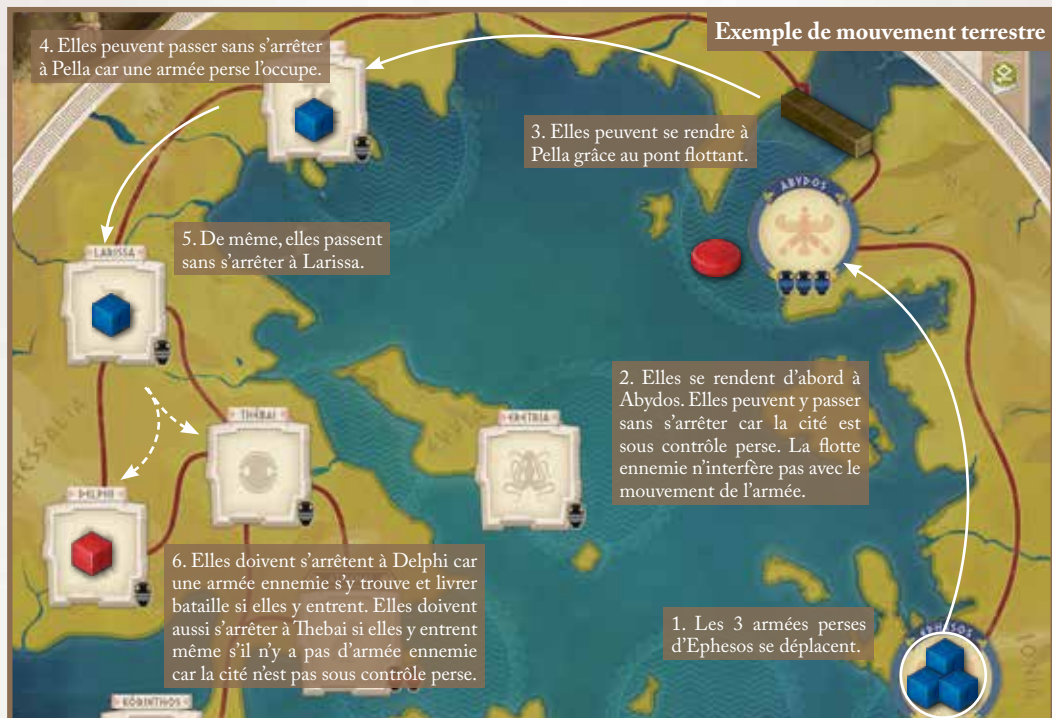 Exemple de mouvement terrestre
4. Elles peuvent passer sans s’arrêter
à Pella car une armée perse l’occupe.
3. Elles peuvent se rendre à
Pella grâce au pont flottant.
ABYDOS
5. De même, elles passent
sans s’arrêter à Larissa.
LARISSA
2. Elles se rendent d’abord à
Abydos. Elles peuvent y passer
sans s’arrêter car la cité est
sous contrôle perse. La flotte
ennemie n’interfère pas avec le
mouvement de l’armée.
THEBAI
ERETRIA
DELPHI
6. Elles doivent s’arrêtent à Delphi car
une armée ennemie s’y trouve et livrer
bataille si elles y entrent. Elles doivent
aussi s’arrêter à Thebai si elles y entrent
même s’il n’y a pas d’armée ennemie
car la cité n’est pas sous contrôle perse.
1. Les 3 armées perses
d’Ephesos se déplacent.
EPHESOS
KORINTHOS